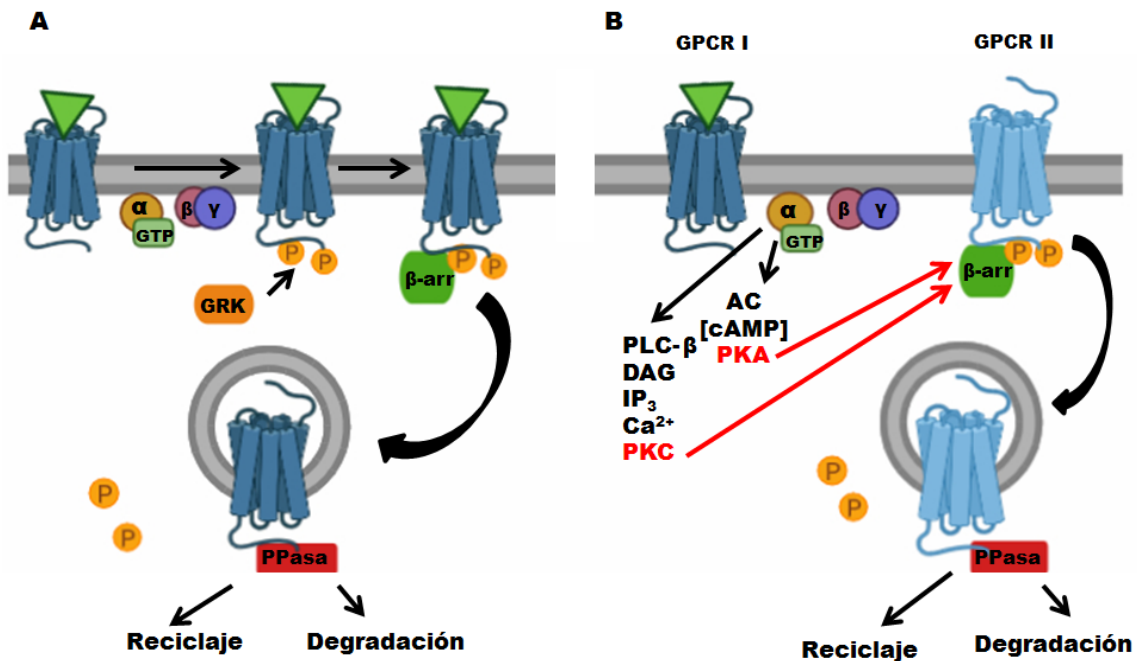 A
α
β
γ
GTP
P
P
GRK
P
P
β-arr
P
P
PPasa
Reciclaje
Degradación
B
GPCR I
GPCR II
α
β
γ
GTP
P
P
β-arr
AC
[cAMP]
PKA
PLC-β
DAG
IP₃
Ca²⁺
PKC
P
P
PPasa
Reciclaje
Degradación